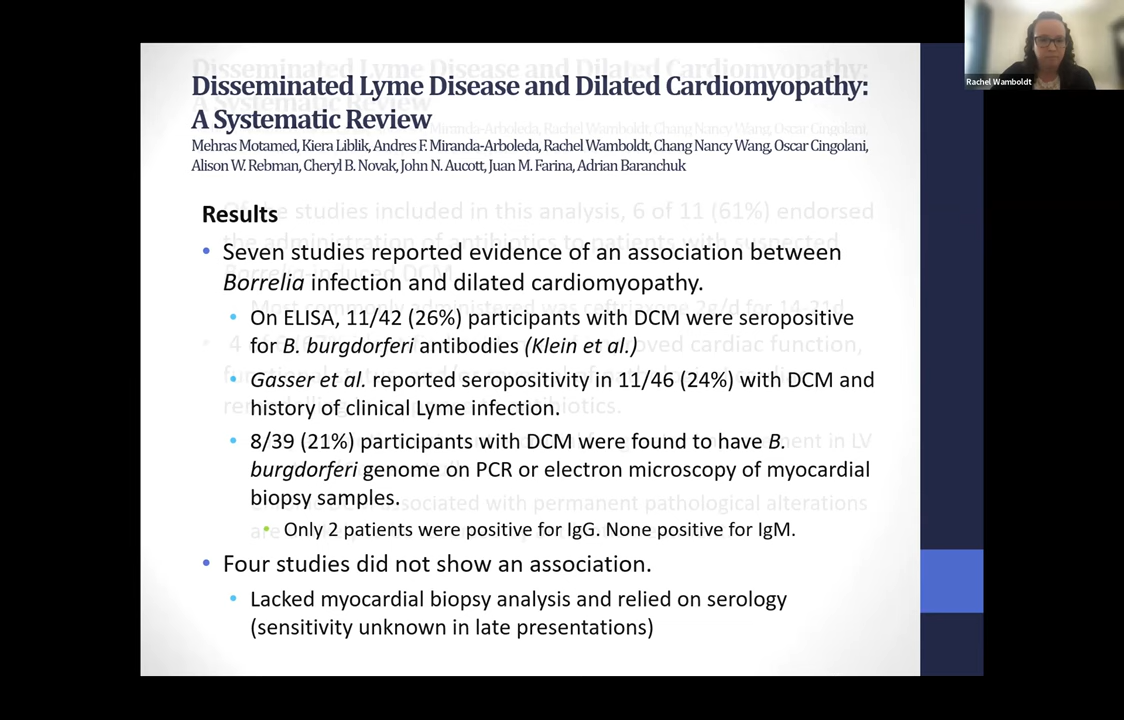 Disseminated Lyme Disease and Dilated Cardiomyopathy:
A Systematic Review
Mehras Motamed, Kiera Liblik, Andres F. Miranda-Arboleda, Rachel Wamboldt, Chang Nancy Wang, Oscar Cingolani,
Alison W. Rebman, Cheryl B. Novak, John N. Aucott, Juan M. Farina, Adrian Baranchuk
Rachel Wamboldt
Results
• Seven studies reported evidence of an association between
Borrelia infection and dilated cardiomyopathy.
• On ELISA, 11/42 (26%) participants with DCM were seropositive
for B. burgdorferi antibodies (Klein et al.)
• Gasser et al. reported seropositivity in 11/46 (24%) with DCM and
history of clinical Lyme infection.
• 8/39 (21%) participants with DCM were found to have B.
burgdorferi genome on PCR or electron microscopy of myocardial
biopsy samples.
• Only 2 patients were positive for IgG. None positive for IgM.
• Four studies did not show an association.
• Lacked myocardial biopsy analysis and relied on serology
(sensitivity unknown in late presentations)